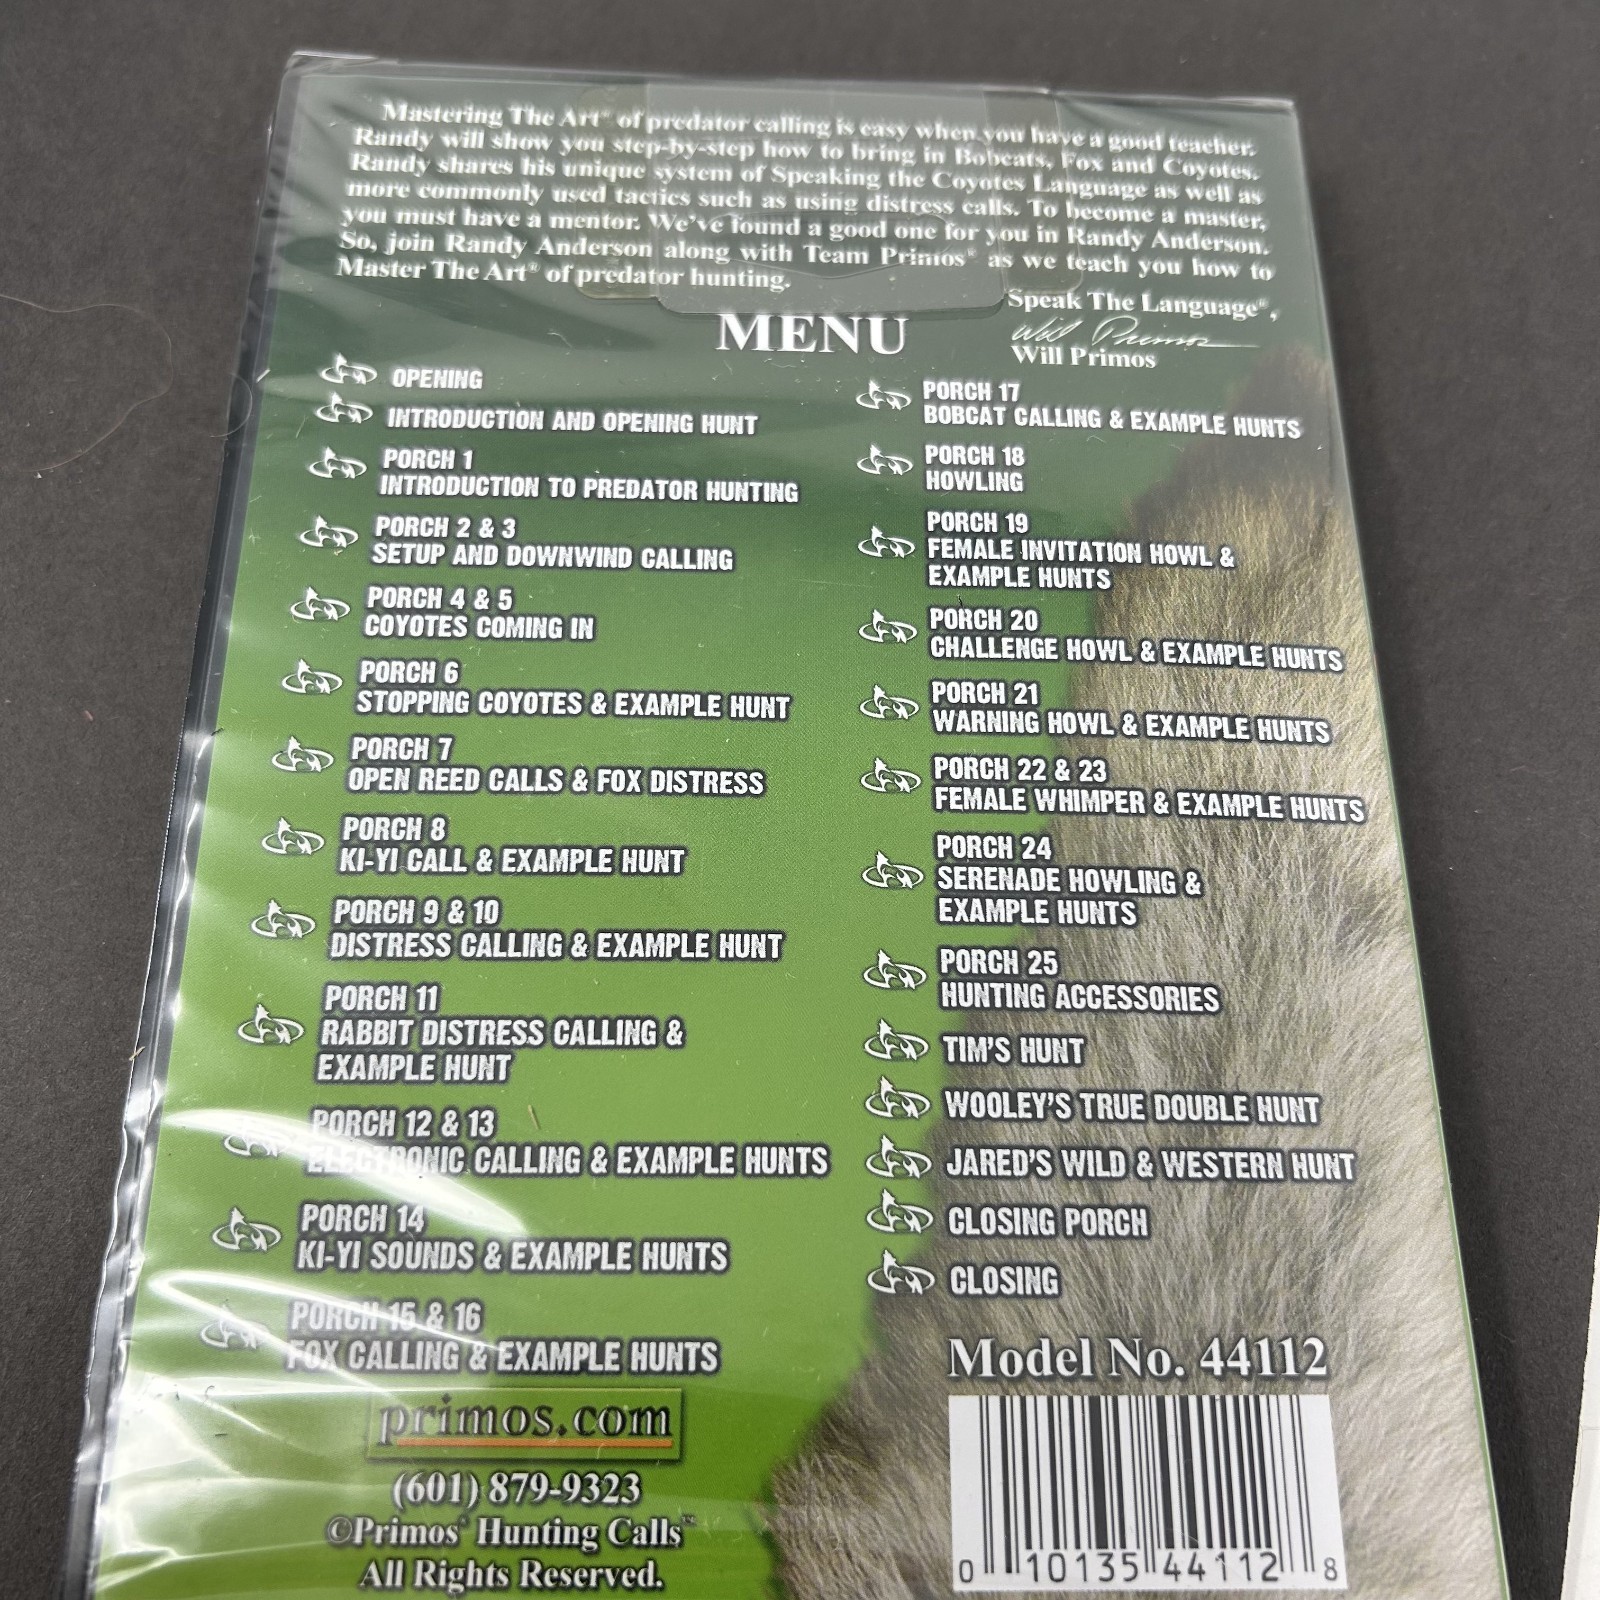 Mastering The Art® of predator calling is easy when you have a good teacher.
Randy will show you step-by-step how to bring in Bobcats, Fox and Coyotes.
Randy shares his unique system of Speaking the Coyotes Language as well as
more commonly used tactics such as using distress calls. To become a master,
you must have a mentor. We've found a good one for you in Randy Anderson.
So, join Randy Anderson along with Team Primos® as we teach you how to
Master The Art® of predator hunting.
Speak The Language®,
Will Primos
Will Primos
MENU
OPENING
INTRODUCTION AND OPENING HUNT
PORCH 1
INTRODUCTION TO PREDATOR HUNTING
PORCH 2 & 3
SETUP AND DOWNWIND CALLING
PORCH 4 & 5
COYOTES COMING IN
PORCH 6
STOPPING COYOTES & EXAMPLE HUNT
PORCH 7
OPEN REED CALLS & FOX DISTRESS
PORCH 8
KI-YI CALL & EXAMPLE HUNT
PORCH 9 & 10
DISTRESS CALLING & EXAMPLE HUNT
PORCH 11
RABBIT DISTRESS CALLING &
EXAMPLE HUNT
PORCH 12 & 13
ELECTRONIC CALLING & EXAMPLE HUNTS
PORCH 14
KI-YI SOUNDS & EXAMPLE HUNTS
PORCH 15 & 16
FOX CALLING & EXAMPLE HUNTS
PORCH 17
BOBCAT CALLING & EXAMPLE HUNTS
PORCH 18
HOWLING
PORCH 19
FEMALE INVITATION HOWL &
EXAMPLE HUNTS
PORCH 20
CHALLENGE HOWL & EXAMPLE HUNTS
PORCH 21
WARNING HOWL & EXAMPLE HUNTS
PORCH 22 & 23
FEMALE WHIMPER & EXAMPLE HUNTS
PORCH 24
SERENADE HOWLING &
EXAMPLE HUNTS
PORCH 25
HUNTING ACCESSORIES
TIM'S HUNT
WOOLEY'S TRUE DOUBLE HUNT
JARED'S WILD & WESTERN HUNT
CLOSING PORCH
CLOSING
primos.com
(601) 879-9323
©Primos® Hunting Calls™
All Rights Reserved.
Model No. 44112
0 10135 44112 8